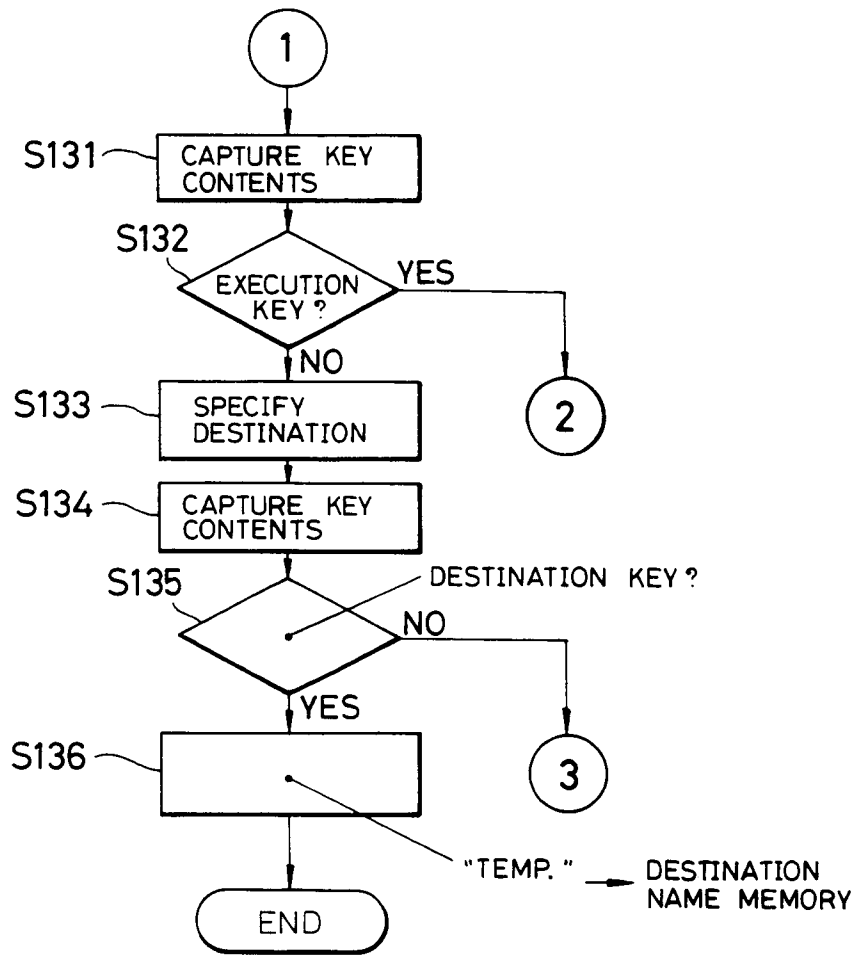 1
S131
CAPTURE KEY
CONTENTS
S132
EXECUTION
KEY?
YES
NO
2
S133
SPECIFY
DESTINATION
S134
CAPTURE KEY
CONTENTS
S135
DESTINATION KEY?
NO
YES
3
S136
"TEMP." → DESTINATION
NAME MEMORY
END